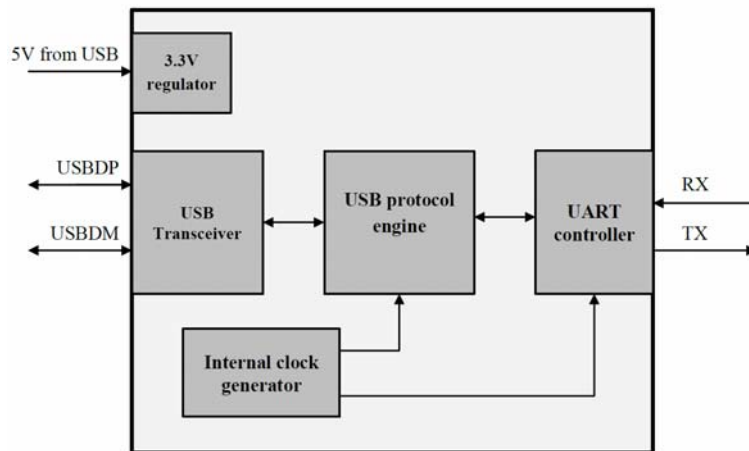 5V from USB
3.3V
regulator
USBDP
USBDM
USB
Transceiver
USB protocol
engine
UART
controller
RX
TX
Internal clock
generator